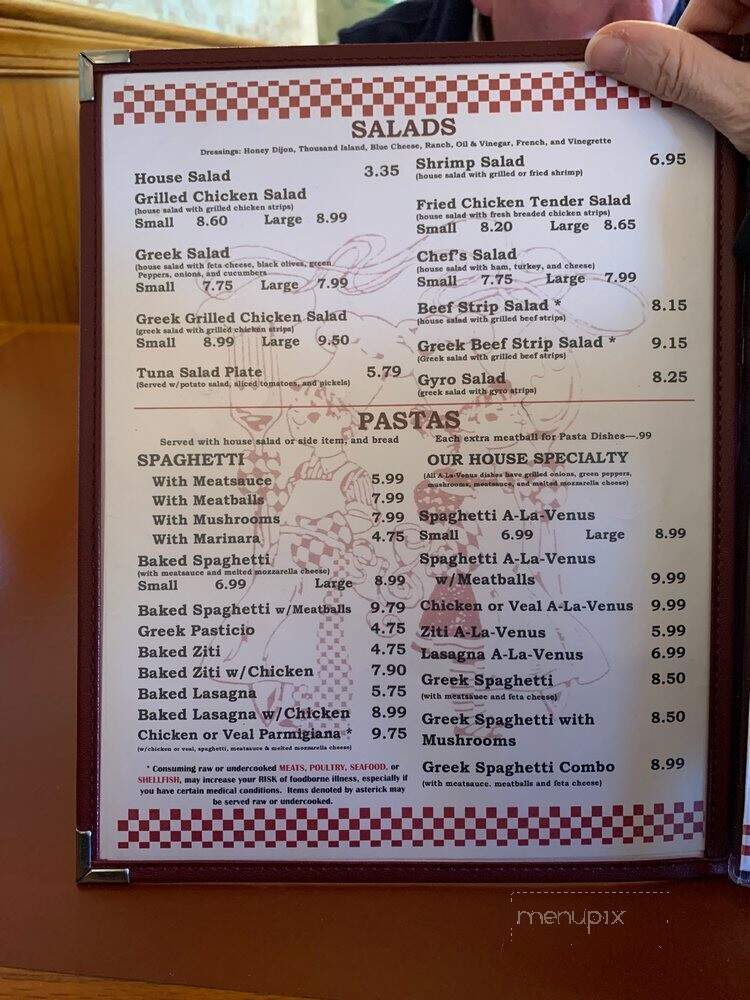 SALADS
Dressings: Honey Dijon, Thousand Island, Blue Cheese, Ranch, Oil & Vinegar, French, and Vinegrette
House Salad 3.35
Grilled Chicken Salad
(house salad with grilled chicken strips)
Small 8.60 Large 8.99
Greek Salad
(house salad with feta cheese, black olives, green
Peppers, onions, and cucumbers
Small 7.75 Large 7.99
Greek Grilled Chicken Salad
(greek salad with grilled chicken strips)
Small 8.99 Large 9.50
Tuna Salad Plate 5.79
(Served w/potato salad, sliced tomatoes, and pickels)
Shrimp Salad 6.95
(house salad with grilled or fried shrimp)
Fried Chicken Tender Salad
(house salad with fresh breaded chicken strips)
Small 8.20 Large 8.65
Chef's Salad
(house salad with ham, turkey, and cheese)
Small 7.75 Large 7.99
Beef Strip Salad * 8.15
(house salad with grilled beef strips)
Greek Beef Strip Salad * 9.15
(Greek salad with grilled beef strips)
Gyro Salad 8.25
(greek salad with gyro strips)
PASTAS
Served with house salad or side item, and bread Each extra meatball for Pasta Dishes—.99
SPAGHETTI
With Meatsauce 5.99
With Meatballs 7.99
With Mushrooms 7.99
With Marinara 4.75
Baked Spaghetti
(with meatsauce and melted mozzarella cheese)
Small 6.99 Large 8.99
Baked Spaghetti w/Meatballs 9.79
Greek Pasticio 4.75
Baked Ziti 4.75
Baked Ziti w/Chicken 7.90
Baked Lasagna 5.75
Baked Lasagna w/Chicken 8.99
Chicken or Veal Parmigiana * 9.75
(w/chicken or veal, spaghetti, meatsauce & melted mozzarella cheese)
* Consuming raw or undercooked MEATS, POULTRY, SEAFOOD, or
SHELLFISH, may increase your RISK of foodborne illness, especially if
you have certain medical conditions. Items denoted by asterick may
be served raw or undercooked.
OUR HOUSE SPECIALTY
(All A-La-Venus dishes have grilled onions, green peppers,
mushrooms, meatsauce, and melted mozzarella cheese)
Spaghetti A-La-Venus
Small 6.99 Large 8.99
Spaghetti A-La-Venus
w/Meatballs 9.99
Chicken or Veal A-La-Venus 9.99
Ziti A-La-Venus 5.99
Lasagna A-La-Venus 6.99
Greek Spaghetti 8.50
(with meatsauce and feta cheese)
Greek Spaghetti with 8.50
Mushrooms
Greek Spaghetti Combo 8.99
(with meatsauce, meatballs and feta cheese)
menupix